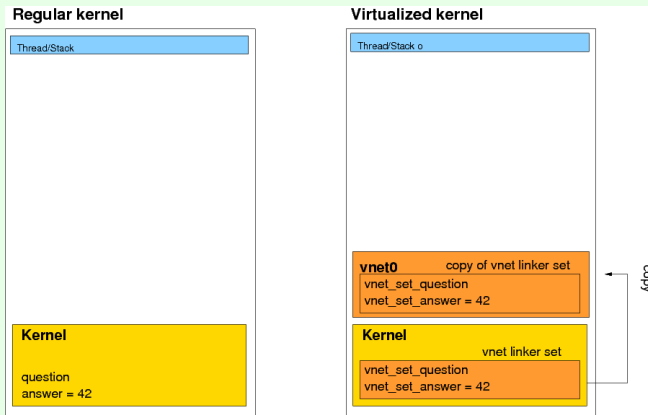 Regular kernel
Thread/Stack
Kernel
question
answer = 42
Virtualized kernel
Thread/Stack o
vnet0 copy of vnet linker set
vnet_set_question
vnet_set_answer = 42
Kernel
vnet linker set
vnet_set_question
vnet_set_answer = 42
copy